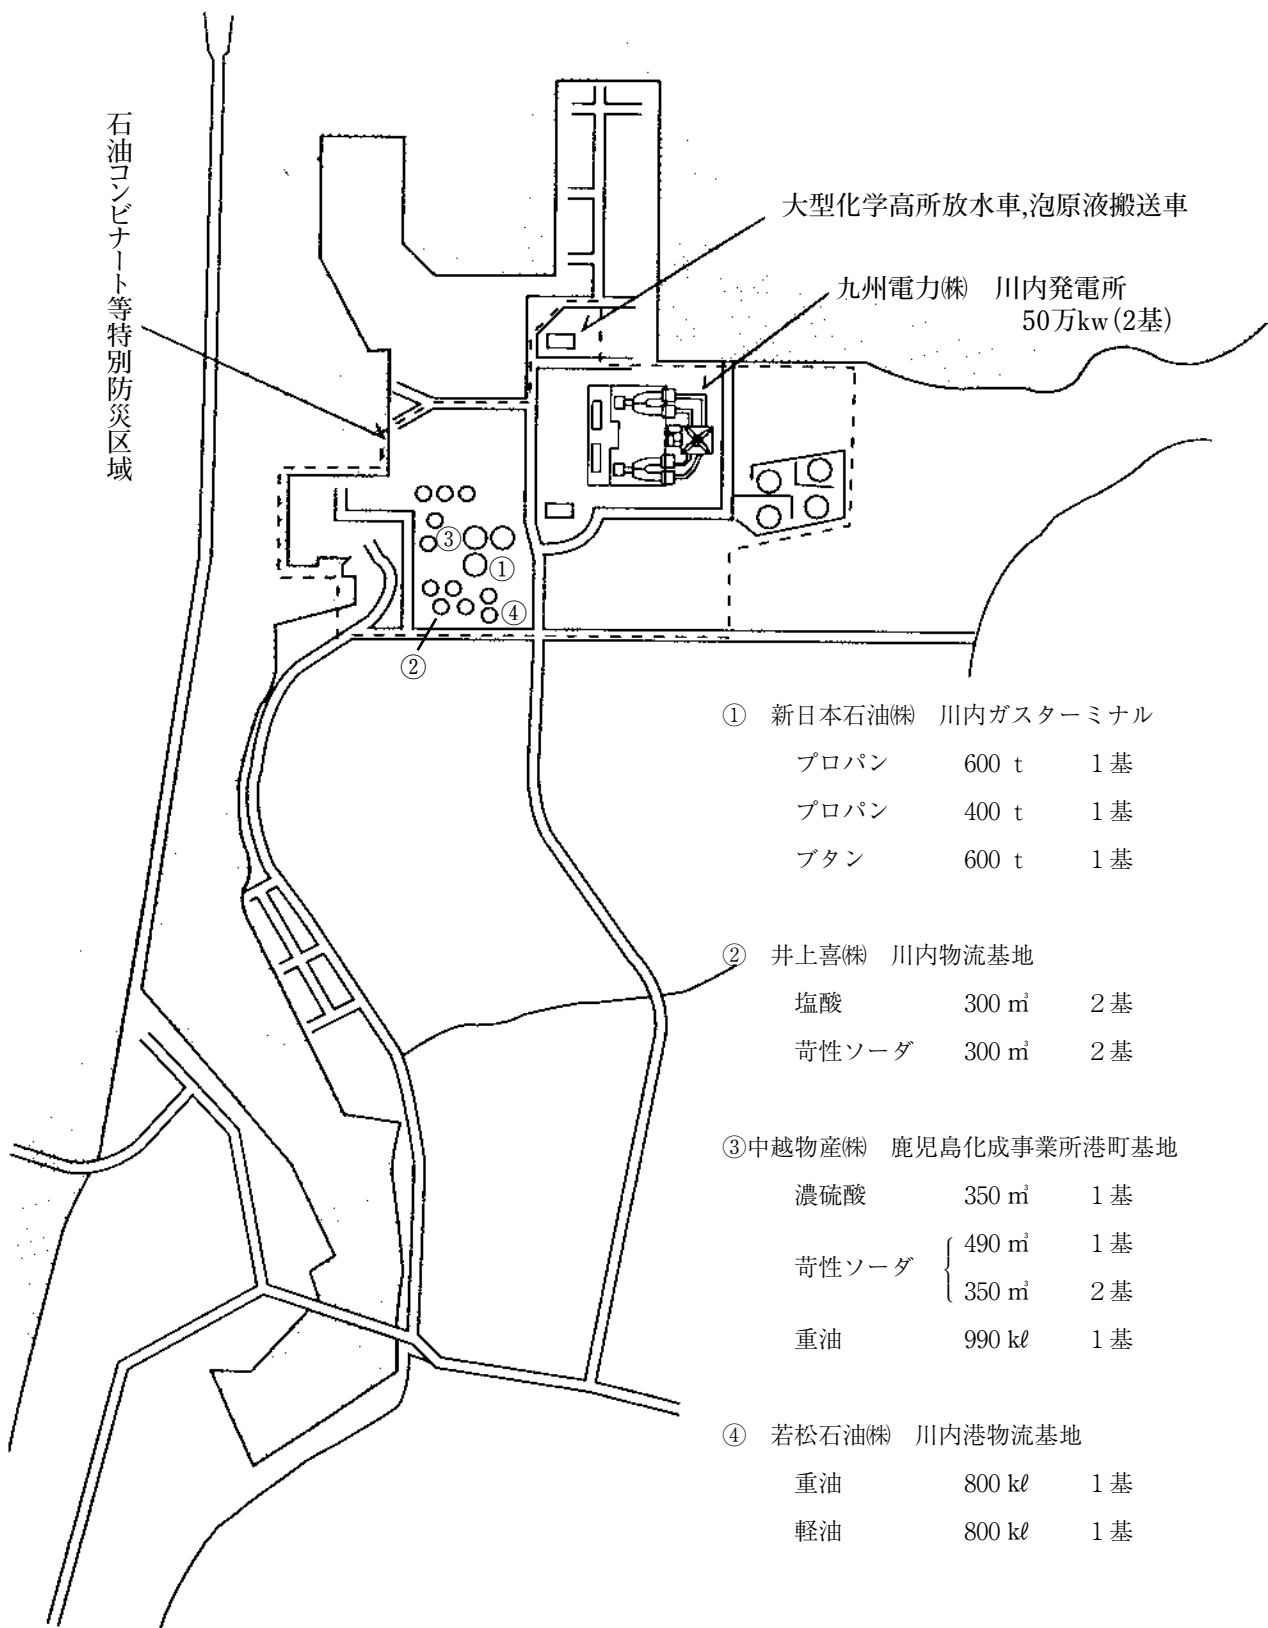 石油コンビナート等特別防災区域
大型化学高所放水車,泡原液搬送車
九州電力㈱　川内発電所
50万kw(2基)
③
①
④
②
①　新日本石油㈱　川内ガスターミナル
プロパン　600 t　1基
プロパン　400 t　1基
ブタン　600 t　1基
②　井上喜㈱　川内物流基地
塩酸　300 ㎥　2基
苛性ソーダ　300 ㎥　2基
③中越物産㈱　鹿児島化成事業所港町基地
濃硫酸　350 ㎥　1基
苛性ソーダ　490 ㎥　1基
350 ㎥　2基
重油　990 kℓ　1基
④　若松石油㈱　川内港物流基地
重油　800 kℓ　1基
軽油　800 kℓ　1基